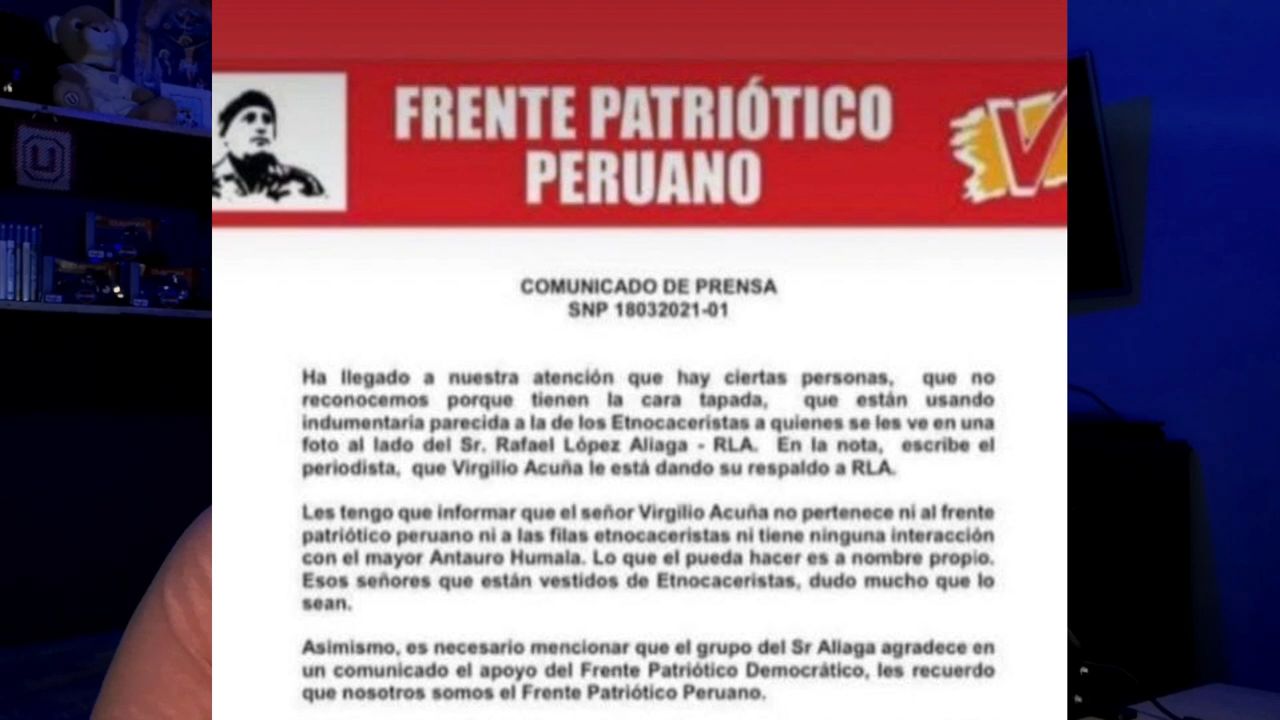 FRENTE PATRIÓTICO
PERUANO
V
COMUNICADO DE PRENSA
SNP 18032021-01
Ha llegado a nuestra atención que hay ciertas personas, que no
reconocemos porque tienen la cara tapada, que están usando
indumentaria parecida a la de los Etnocaceristas a quienes se les ve en una
foto al lado del Sr. Rafael López Aliaga - RLA. En la nota, escribe el
periodista, que Virgilio Acuña le está dando su respaldo a RLA.
Les tengo que informar que el señor Virgilio Acuña no pertenece ni al frente
patriótico peruano ni a las filas etnocaceristas ni tiene ninguna interacción
con el mayor Antauro Humala. Lo que el pueda hacer es a nombre propio.
Esos señores que están vestidos de Etnocaceristas, dudo mucho que lo
sean.
Asimismo, es necesario mencionar que el grupo del Sr Aliaga agradece en
un comunicado el apoyo del Frente Patriótico Democrático, les recuerdo
que nosotros somos el Frente Patriótico Peruano.
U